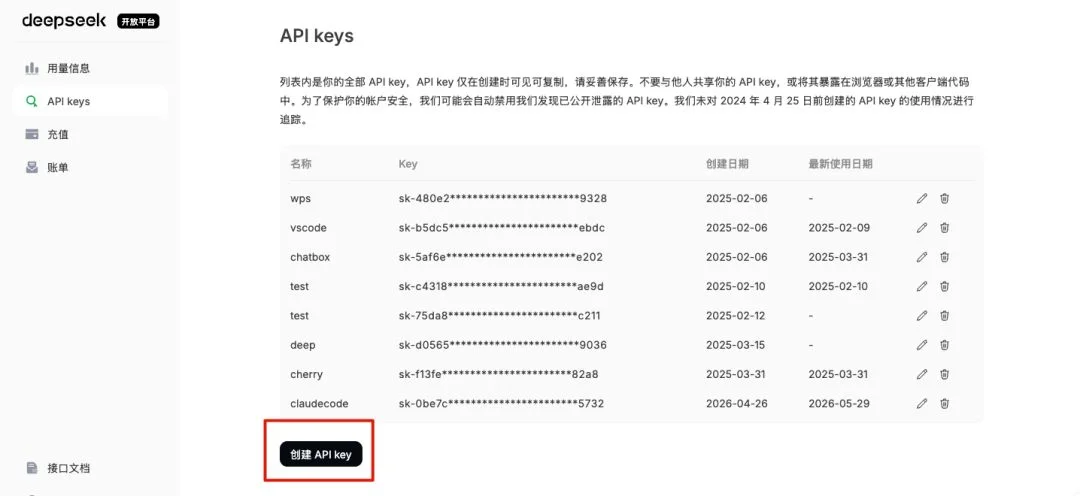 deepseek 开放平台
用量信息
API keys
充值
账单
接口文档
API keys
列表内是你的全部 API key，API key 仅在创建时可见可复制，请妥善保存。不要与他人共享你的 API key，或将其暴露在浏览器或其他客户端代码
中。为了保护你的帐户安全，我们可能会自动禁用我们发现已公开泄露的 API key。我们未对 2024 年 4 月 25 日前创建的 API key 的使用情况进行
追踪。
名称 Key 创建日期 最新使用日期
wps sk-480e2***********************9328 2025-02-06 -
vscode sk-b5dc5***********************ebdc 2025-02-06 2025-02-09
chatbox sk-5af6e***********************e202 2025-02-06 2025-03-31
test sk-c4318***********************ae9d 2025-02-10 2025-02-10
test sk-75da8***********************c211 2025-02-12 -
deep sk-d0565***********************9036 2025-03-15 -
cherry sk-f13fe***********************82a8 2025-03-31 2025-03-31
claudecode sk-0be7c***********************5732 2026-04-26 2026-05-29
创建 API key